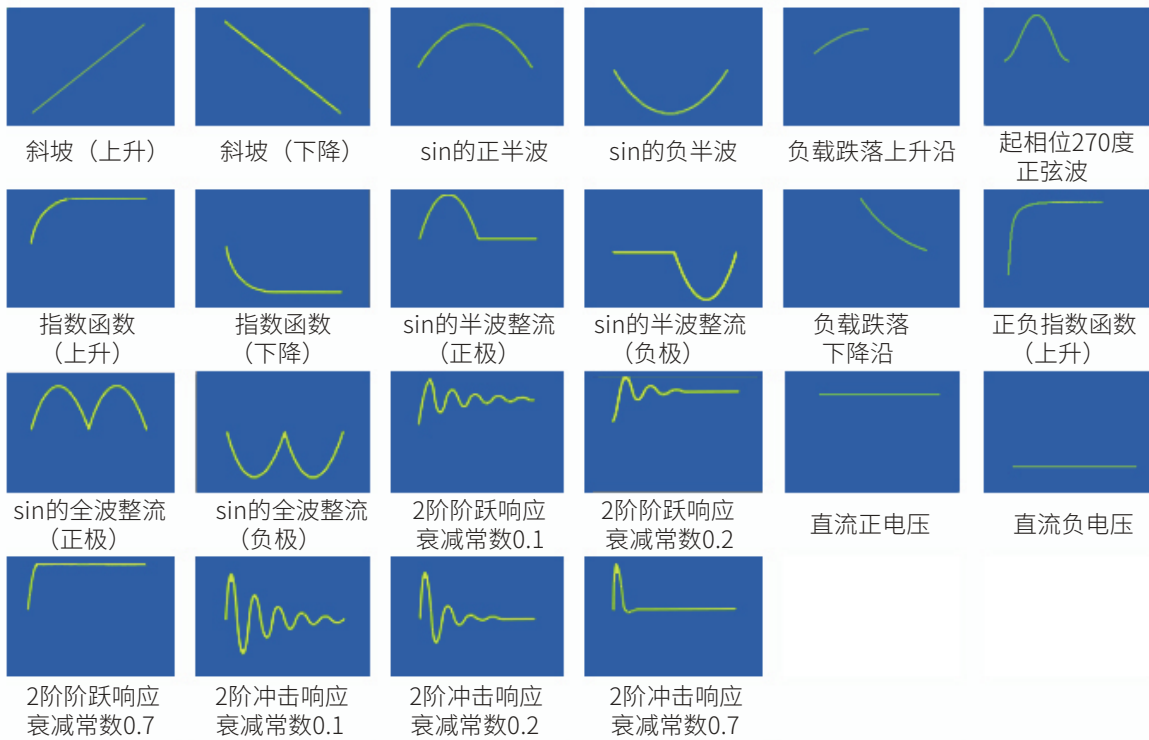 斜坡（上升）
斜坡（下降）
sin的正半波
sin的负半波
负载跌落上升沿
起相位270度
正弦波
指数函数
（上升）
指数函数
（下降）
sin的半波整流
（正极）
sin的半波整流
（负极）
负载跌落
下降沿
正负指数函数
（上升）
sin的全波整流
（正极）
sin的全波整流
（负极）
2阶阶跃响应
衰减常数0.1
2阶阶跃响应
衰减常数0.2
直流正电压
直流负电压
2阶阶跃响应
衰减常数0.7
2阶冲击响应
衰减常数0.1
2阶冲击响应
衰减常数0.2
2阶冲击响应
衰减常数0.7